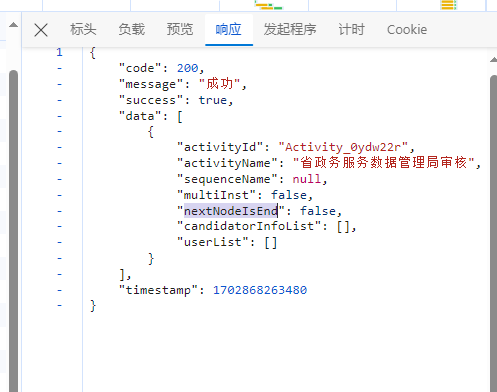 标头 负载 预览 响应 发起程序 计时 Cookie
1 {
- "code": 200,
- "message": "成功",
- "success": true,
- "data": [
- {
- "activityId": "Activity_0ydw22r",
- "activityName": "省政务服务数据管理局审核",
- "sequenceName": null,
- "multiInst": false,
- "nextNodeIsEnd": false,
- "candidatorInfoList": [],
- "userList": []
- }
- ],
- "timestamp": 1702868263480
- }